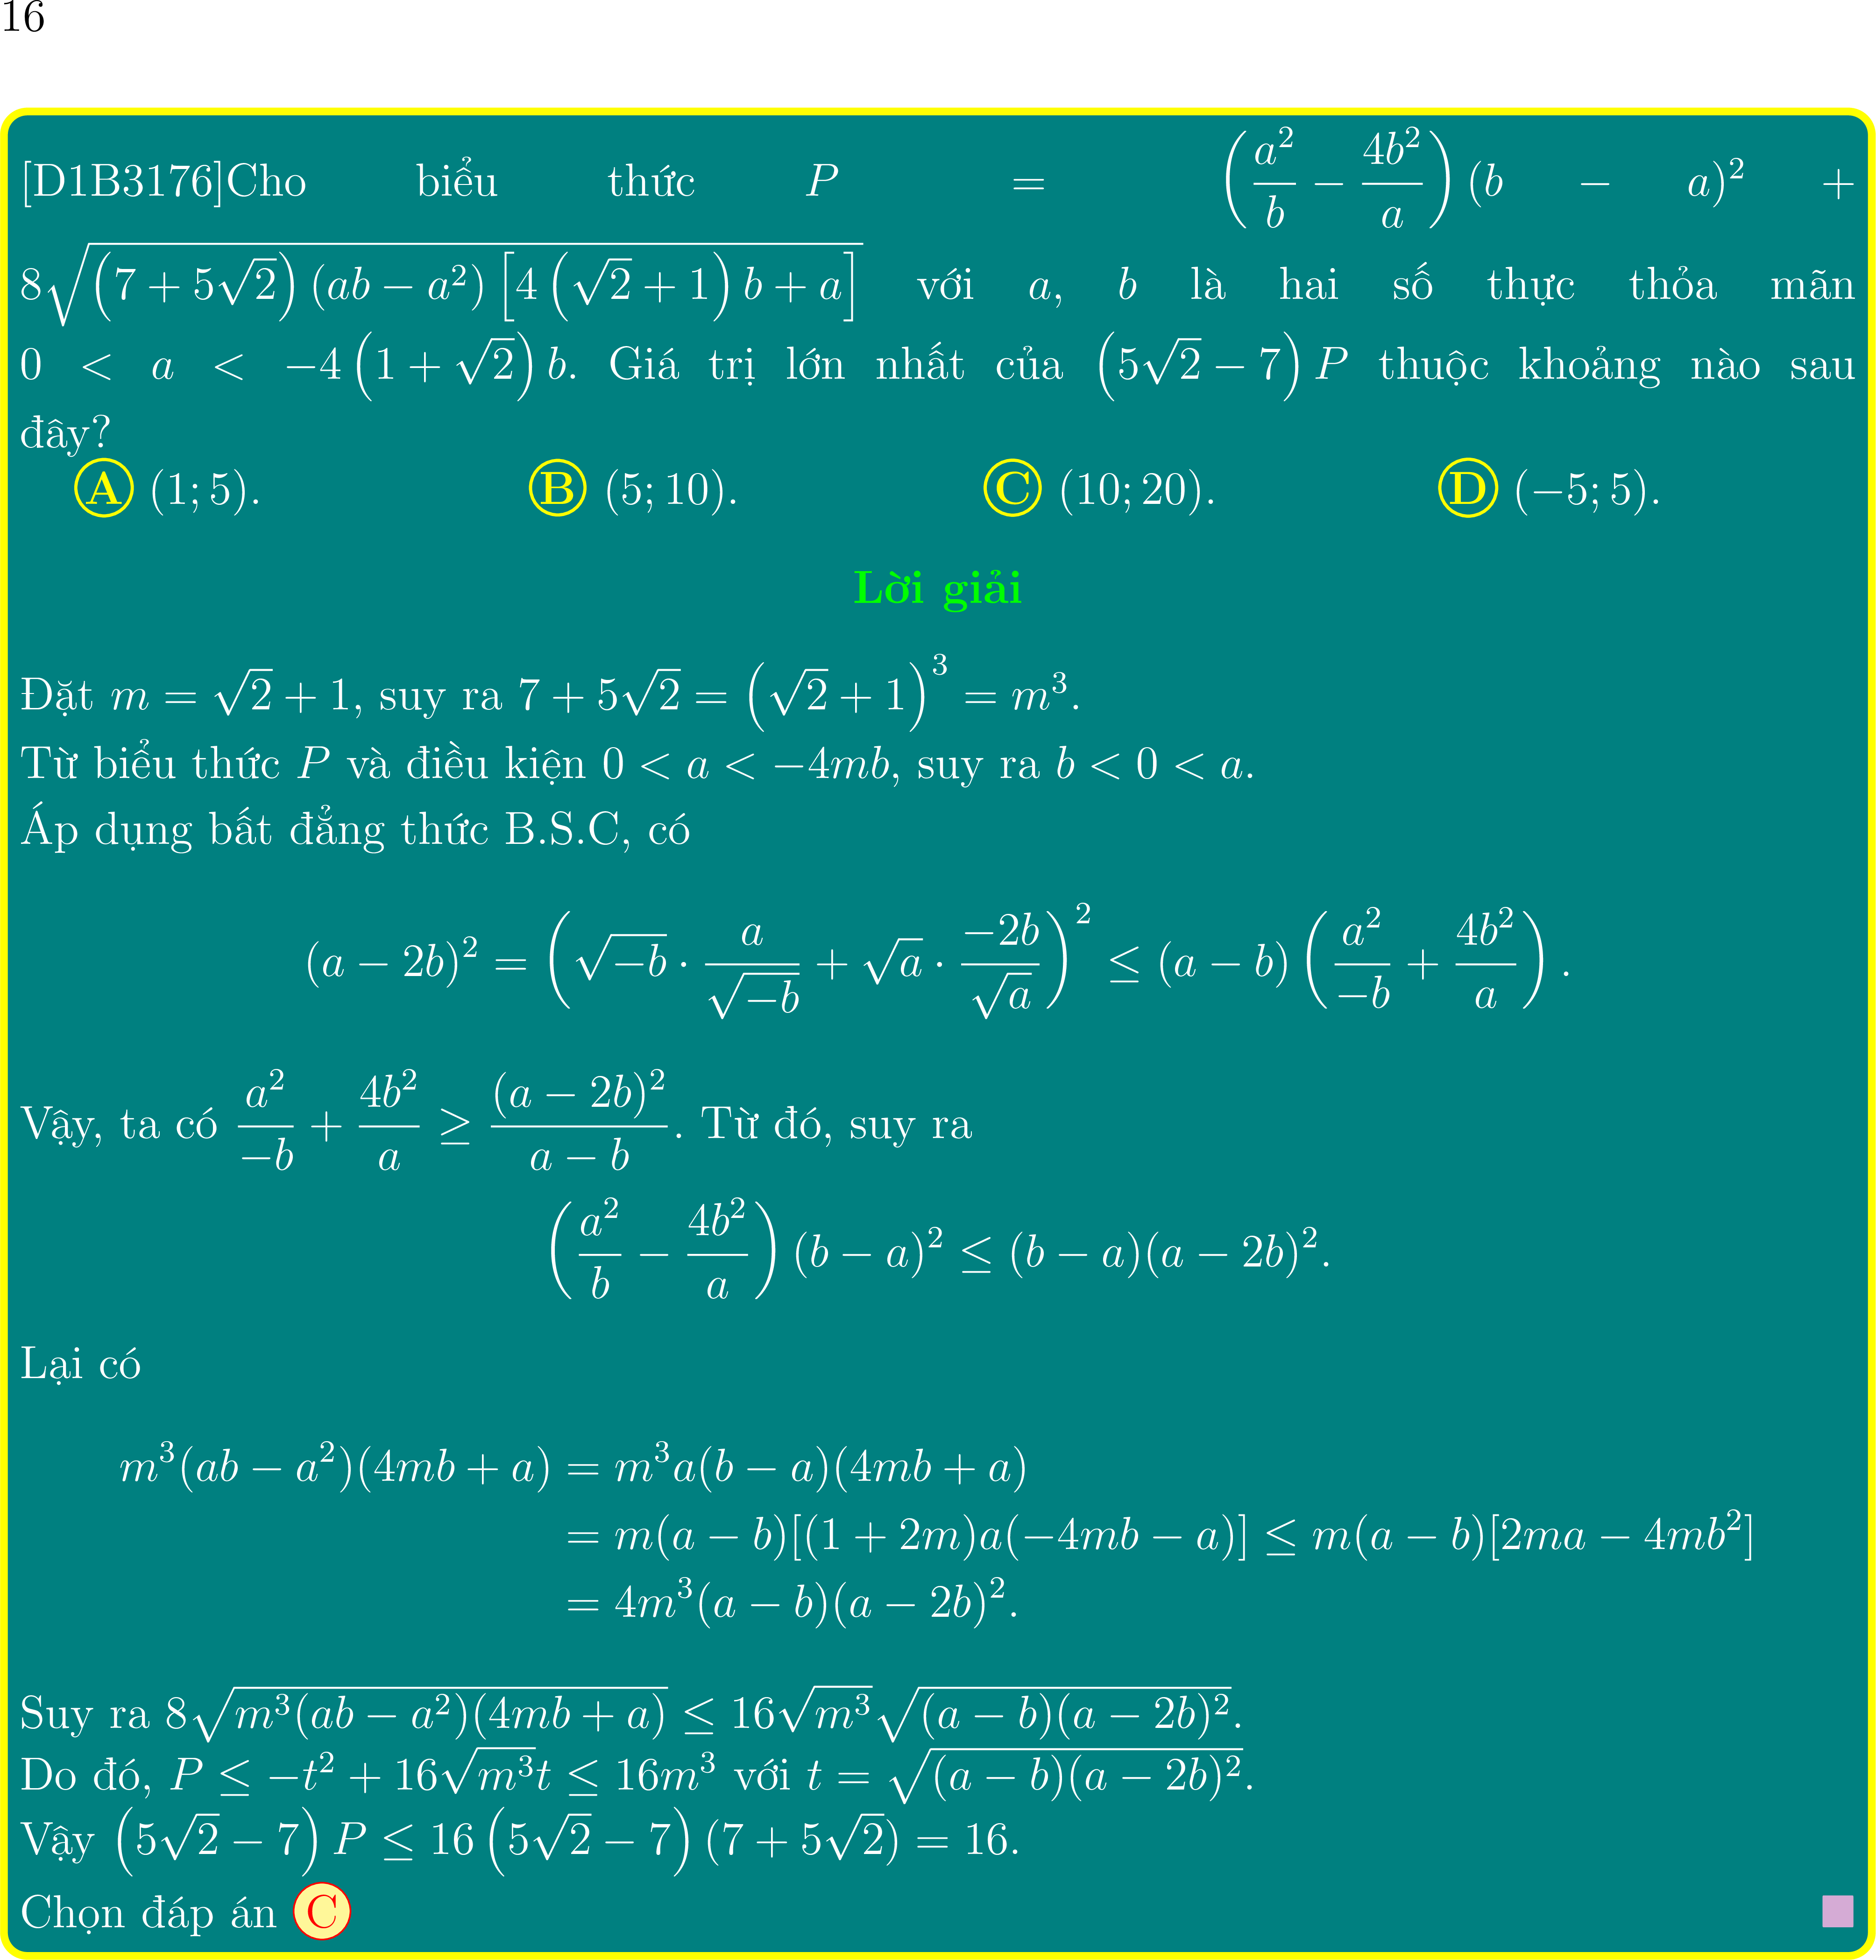 16
[D1B3176]Cho biểu thức $P = \left(\dfrac{a^2}{b} - \dfrac{4b^2}{a}\right)(b - a)^2 +$
$8\sqrt{\left(7 + 5\sqrt{2}\right)(ab - a^2)\left[4\left(\sqrt{2} + 1\right)b + a\right]}$ với $a$, $b$ là hai số thực thỏa mãn
$0 < a < -4\left(1 + \sqrt{2}\right)b$. Giá trị lớn nhất của $\left(5\sqrt{2} - 7\right)P$ thuộc khoảng nào sau
đây?
A (1; 5). B (5; 10). C (10; 20). D (−5; 5).
Lời giải
Đặt $m = \sqrt{2} + 1$, suy ra $7 + 5\sqrt{2} = \left(\sqrt{2} + 1\right)^3 = m^3$.
Từ biểu thức $P$ và điều kiện $0 < a < -4mb$, suy ra $b < 0 < a$.
Áp dụng bất đẳng thức B.S.C, có
$(a - 2b)^2 = \left(\sqrt{-b} \cdot \dfrac{a}{\sqrt{-b}} + \sqrt{a} \cdot \dfrac{-2b}{\sqrt{a}}\right)^2 \leq (a - b)\left(\dfrac{a^2}{-b} + \dfrac{4b^2}{a}\right).$
Vậy, ta có $\dfrac{a^2}{-b} + \dfrac{4b^2}{a} \geq \dfrac{(a - 2b)^2}{a - b}$. Từ đó, suy ra
$\left(\dfrac{a^2}{b} - \dfrac{4b^2}{a}\right)(b - a)^2 \leq (b - a)(a - 2b)^2.$
Lại có
$m^3(ab - a^2)(4mb + a) = m^3a(b - a)(4mb + a)$
$= m(a - b)[(1 + 2m)a(-4mb - a)] \leq m(a - b)[2ma - 4mb^2]$
$= 4m^3(a - b)(a - 2b)^2.$
Suy ra $8\sqrt{m^3(ab - a^2)(4mb + a)} \leq 16\sqrt{m^3}\sqrt{(a - b)(a - 2b)^2}$.
Do đó, $P \leq -t^2 + 16\sqrt{m^3}t \leq 16m^3$ với $t = \sqrt{(a - b)(a - 2b)^2}$.
Vậy $\left(5\sqrt{2} - 7\right)P \leq 16\left(5\sqrt{2} - 7\right)(7 + 5\sqrt{2}) = 16$.
Chọn đáp án C